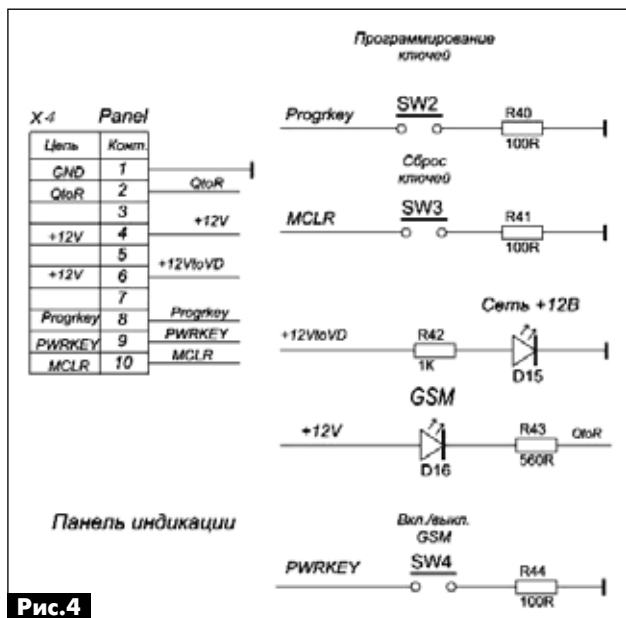 X4 Panel
Цепь Конт.
GND 1
QtoR 2 QtoR
3
+12V 4 +12V
5
+12V 6 +12VtoVD
7
Progrkey 8 Progrkey
PWRKEY 9 PWRKEY
MCLR 10 MCLR
Программирование
ключей
Progrkey SW2 R40
100R
Сброс
ключей
MCLR SW3 R41
100R
Сеть +12В
+12VtoVD R42
1K D15
GSM
+12V R43 QtoR
D16 560R
Панель индикации
Вкл./выкл.
GSM
PWRKEY SW4 R44
100R
Рис.4